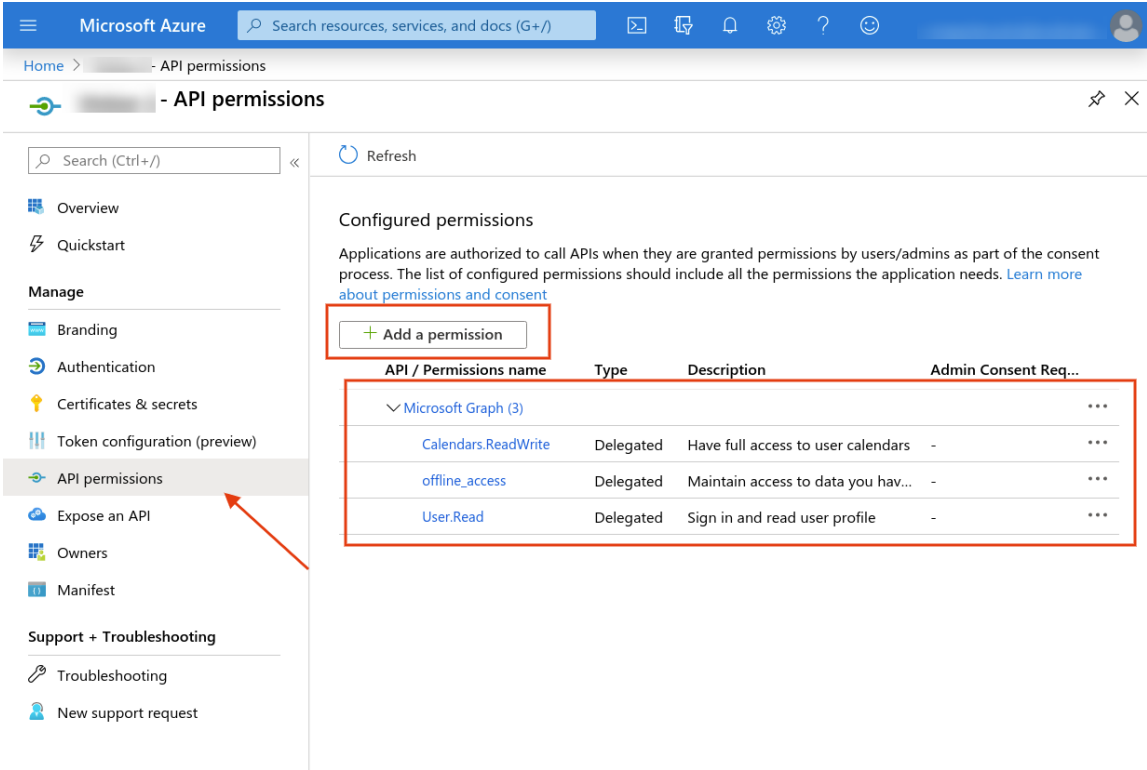 Microsoft Azure
Search resources, services, and docs (G+/)
Home > - API permissions
- API permissions
Search (Ctrl+/)
«
Refresh
Overview
Quickstart
Manage
Branding
Authentication
Certificates & secrets
Token configuration (preview)
API permissions
Expose an API
Owners
Manifest
Support + Troubleshooting
Troubleshooting
New support request
Configured permissions
Applications are authorized to call APIs when they are granted permissions by users/admins as part of the consent
process. The list of configured permissions should include all the permissions the application needs. Learn more
about permissions and consent
+ Add a permission
API / Permissions name Type Description Admin Consent Req...
Microsoft Graph (3) ...
Calendars.ReadWrite Delegated Have full access to user calendars - ...
offline_access Delegated Maintain access to data you hav... - ...
User.Read Delegated Sign in and read user profile - ...